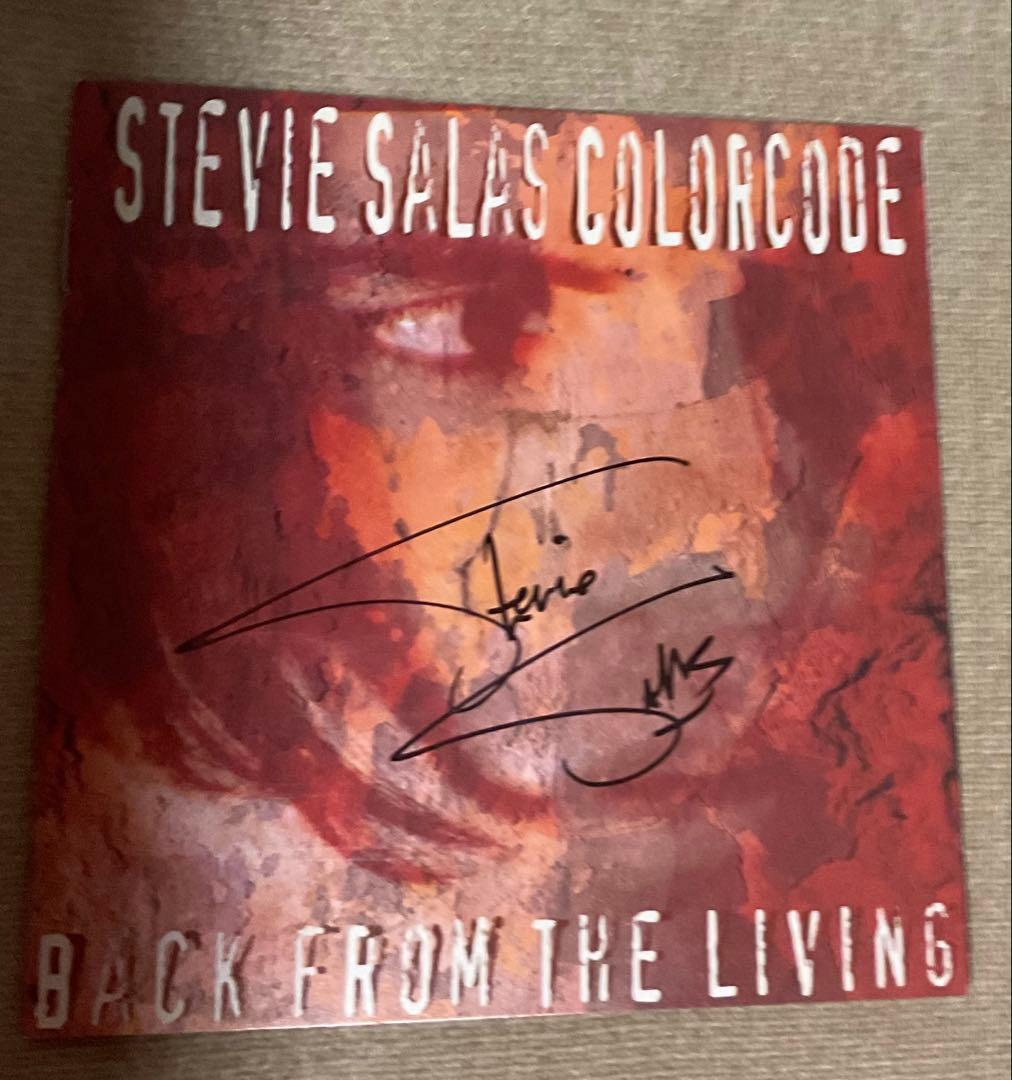 STEVIE SALAS COLORCODE
Stevie
Salas
BACK FROM THE LIVING